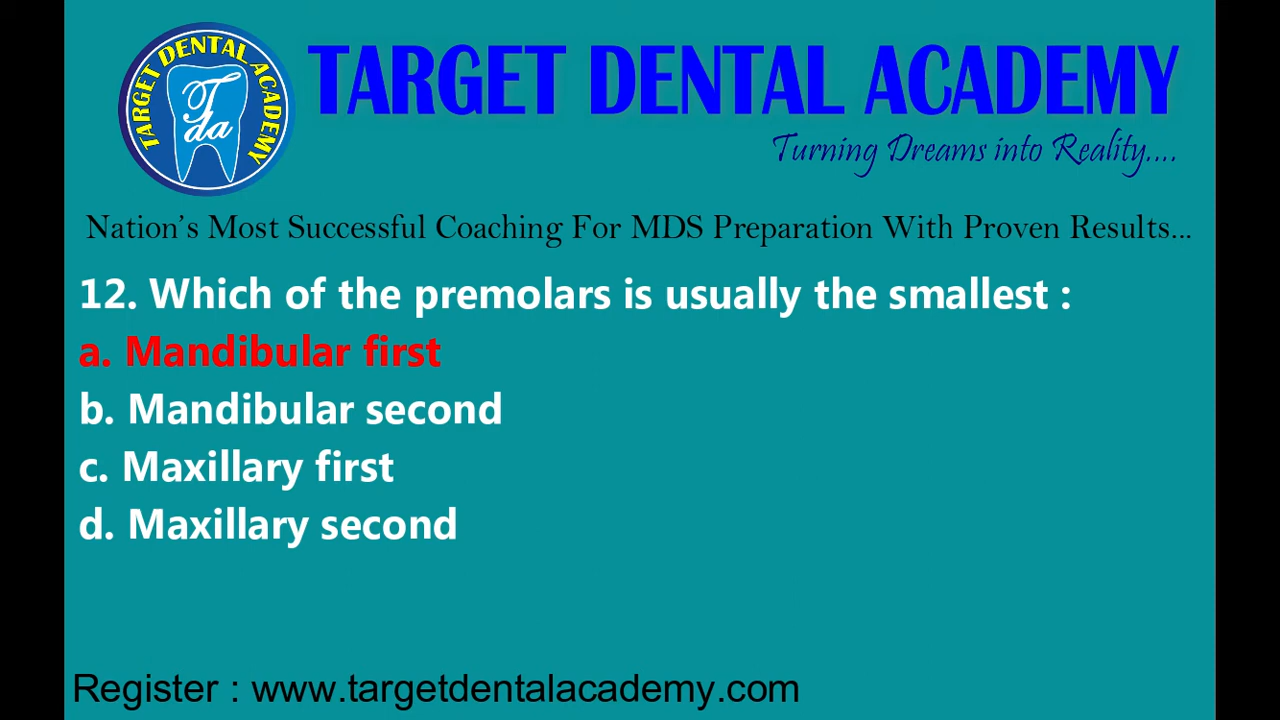 TARGET DENTAL ACADEMY
T
da
TARGET DENTAL ACADEMY
Turning Dreams into Reality....
Nation's Most Successful Coaching For MDS Preparation With Proven Results...
12. Which of the premolars is usually the smallest :
a. Mandibular first
b. Mandibular second
c. Maxillary first
d. Maxillary second
Register : www.targetdentalacademy.com